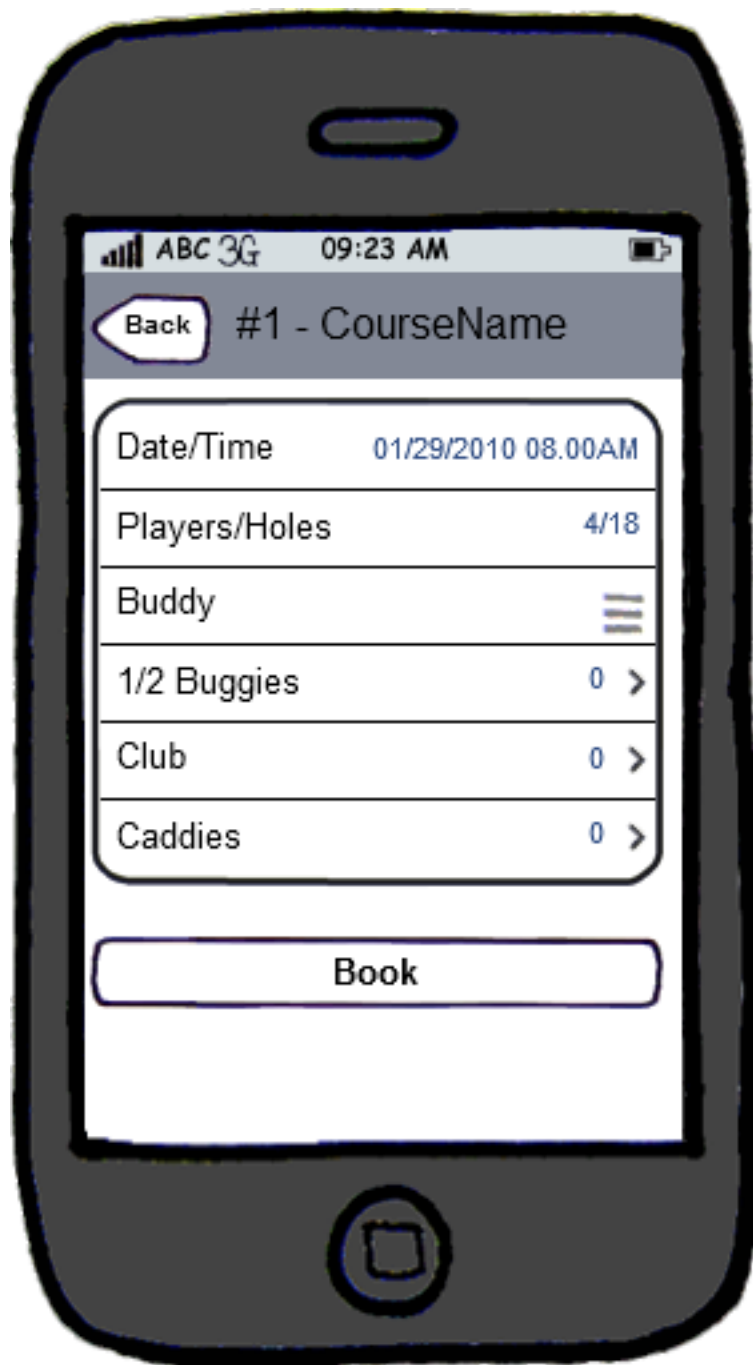 ABC 3G 09:23 AM
Back #1 - CourseName
Date/Time 01/29/2010 08.00AM
Players/Holes 4/18
Buddy
1/2 Buggies 0
Club 0
Caddies 0
Book